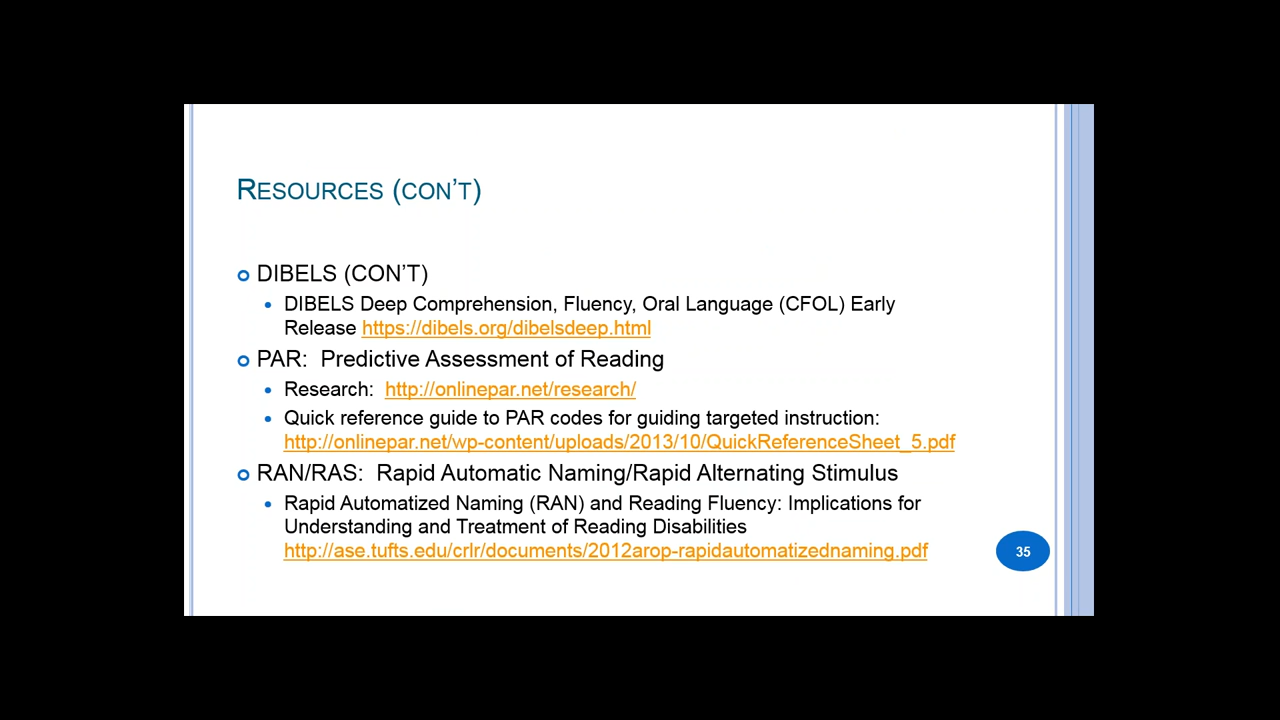 RESOURCES (CON'T)
DIBELS (CON'T)
DIBELS Deep Comprehension, Fluency, Oral Language (CFOL) Early
Release https://dibels.org/dibelsdeep.html
PAR:  Predictive Assessment of Reading
Research:  http://onlinepar.net/research/
Quick reference guide to PAR codes for guiding targeted instruction:
http://onlinepar.net/wp-content/uploads/2013/10/QuickReferenceSheet_5.pdf
RAN/RAS:  Rapid Automatic Naming/Rapid Alternating Stimulus
Rapid Automatized Naming (RAN) and Reading Fluency: Implications for
Understanding and Treatment of Reading Disabilities
http://ase.tufts.edu/crlr/documents/2012arop-rapidautomatizednaming.pdf
35